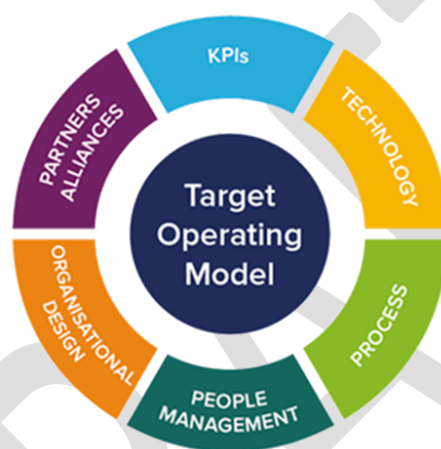 KPIs
TECHNOLOGY
PROCESS
PEOPLE
MANAGEMENT
ORGANISATIONAL
DESIGN
PARTNERS
ALLIANCES
Target
Operating
Model